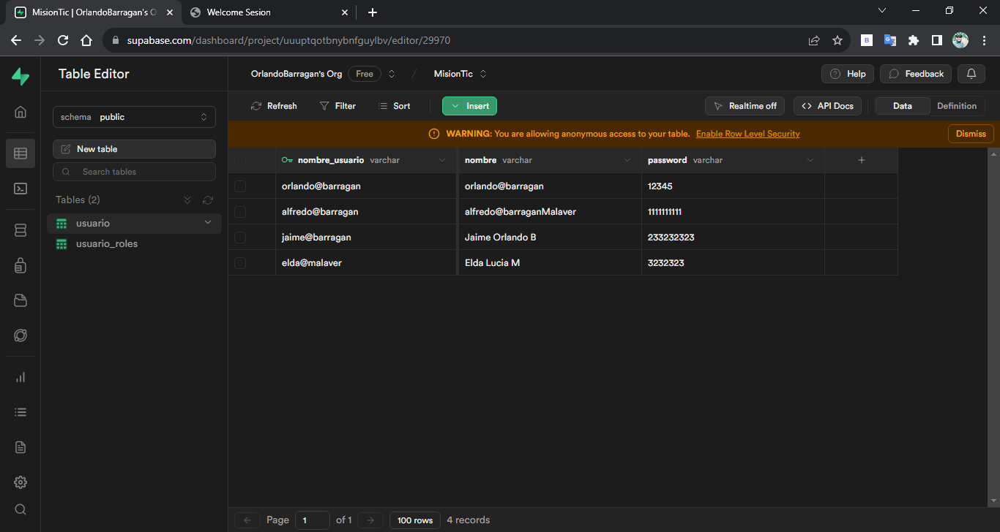 MisionTic | OrlandoBarragan's O
Welcome Sesion
supabase.com/dashboard/project/uuuptqotbnybnfguylbv/editor/29970
B
Table Editor
OrlandoBarragan's Org Free / MisionTic
Help Feedback
schema public
Refresh Filter Sort Insert Realtime off API Docs Data Definition
WARNING: You are allowing anonymous access to your table. Enable Row Level Security Dismiss
New table
Search tables
Tables (2)
usuario
usuario_roles
nombre_usuario varchar nombre varchar password varchar +
orlando@barragan orlando@barragan 12345
alfredo@barragan alfredo@barraganMalaver 1111111111
jaime@barragan Jaime Orlando B 233232323
elda@malaver Elda Lucia M 3232323
Page 1 of 1 100 rows 4 records